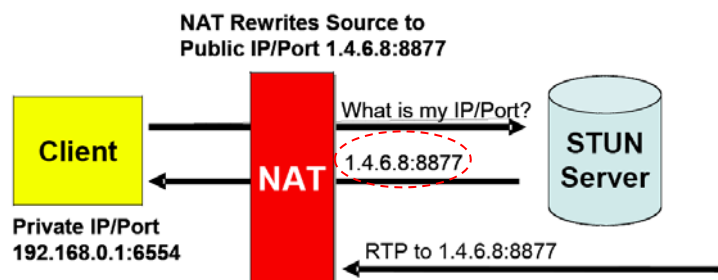 NAT Rewrites Source to
Public IP/Port 1.4.6.8:8877
What is my IP/Port?
Client
NAT
1.4.6.8:8877
STUN
Server
Private IP/Port
192.168.0.1:6554
RTP to 1.4.6.8:8877